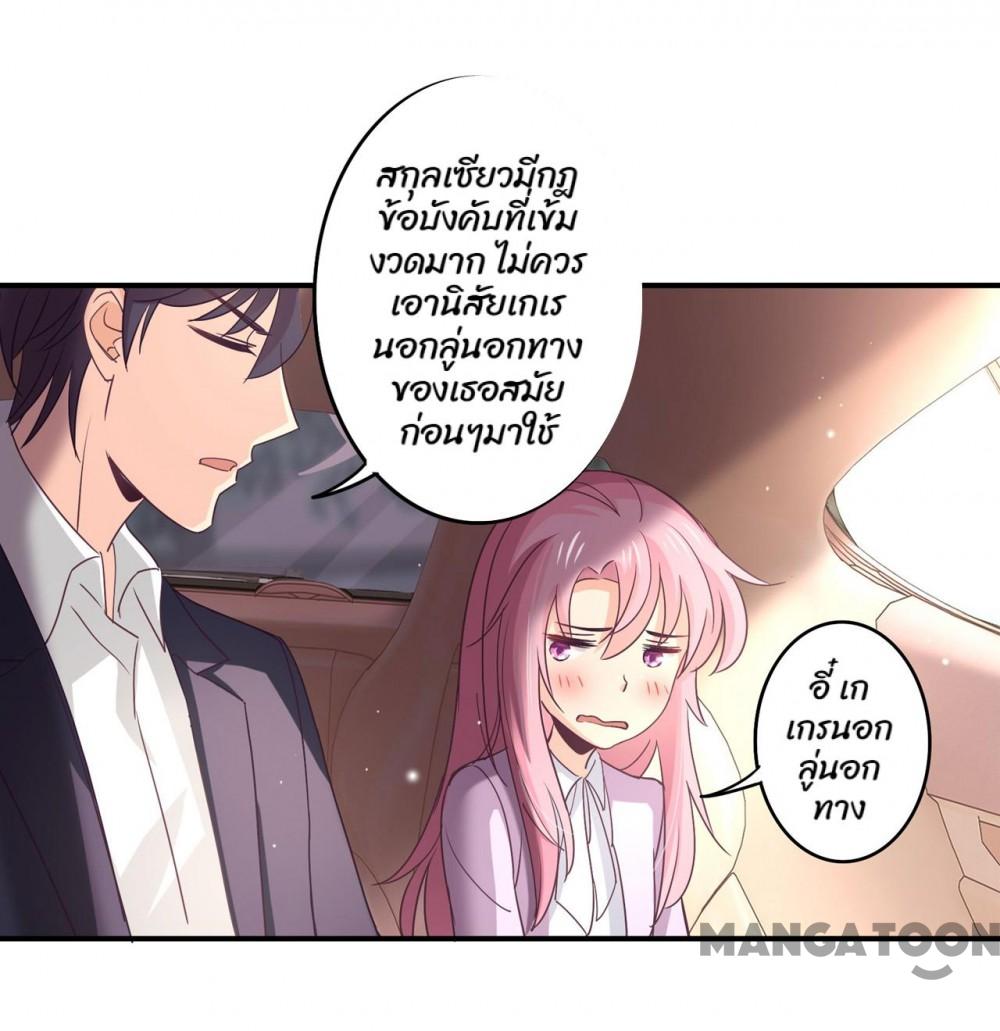 สกุลเซียวมีกฎ
ข้อบังคับที่เข้ม
งวดมาก ไม่ควร
เอานิสัยเกเร
นอกลู่นอกทาง
ของเธอสมัย
ก่อนๆมาใช้
อี๋ เก
เกรนอก
ลู่นอก
ทาง
MANGATOON